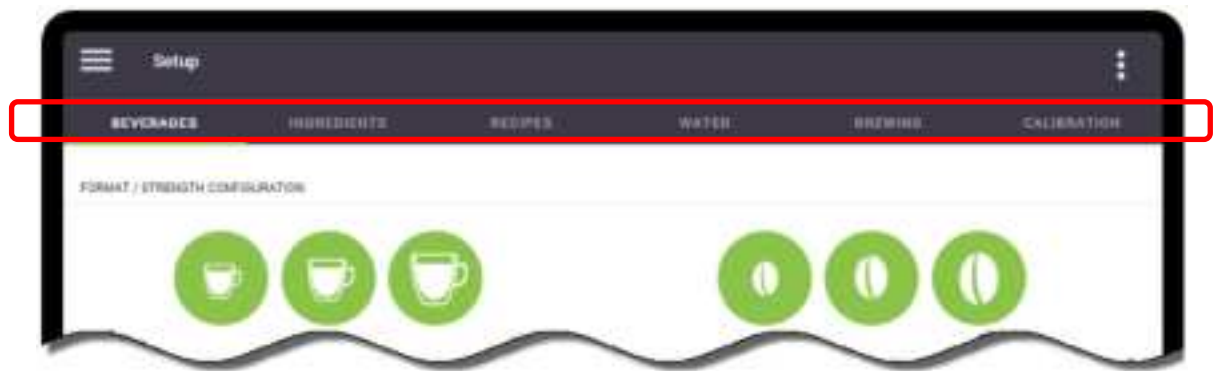 Setup
BEVERAGES INGREDIENTS RECIPES WATER BREWING CALIBRATION
FORMAT / STRENGTH CONFIGURATION